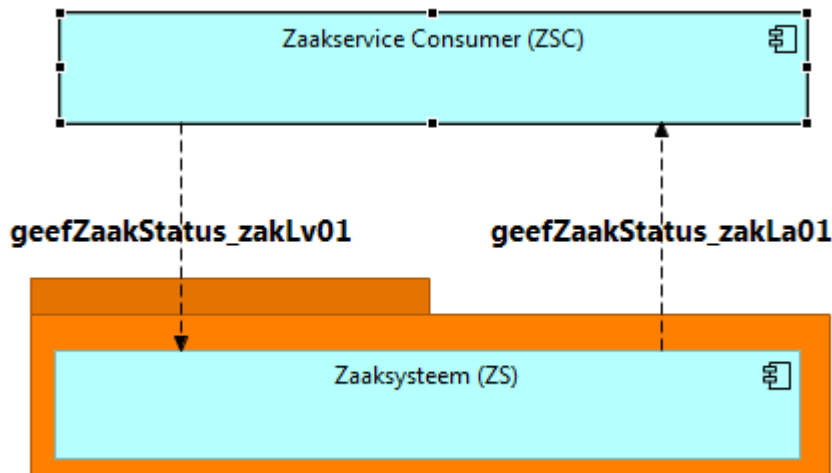 Zaakservice Consumer (ZSC)
geefZaakStatus_zakLv01
geefZaakStatus_zakLa01
Zaaksysteem (ZS)